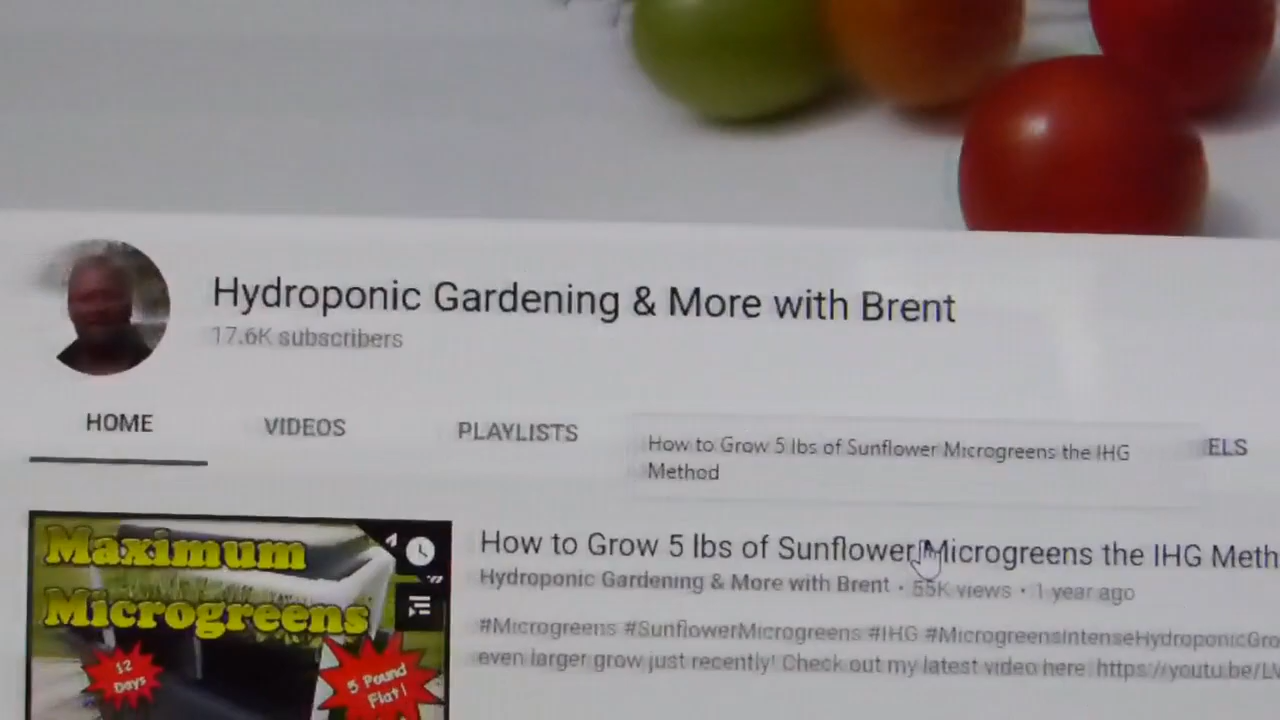 Hydroponic Gardening & More with Brent
17.6K subscribers
HOME
VIDEOS
PLAYLISTS
How to Grow 5 lbs of Sunflower Microgreens the IHG
Method
ELS
Maximum
Microgreens
12
Days
5 Pound
Flat!
How to Grow 5 lbs of Sunflower Microgreens the IHG Meth
Hydroponic Gardening & More with Brent · 55K views · 1 year ago
#Microgreens #SunflowerMicrogreens #IHG #MicrogreensIntenseHydroponicGro
even larger grow just recently! Check out my latest video here: https://youtu.be/LV